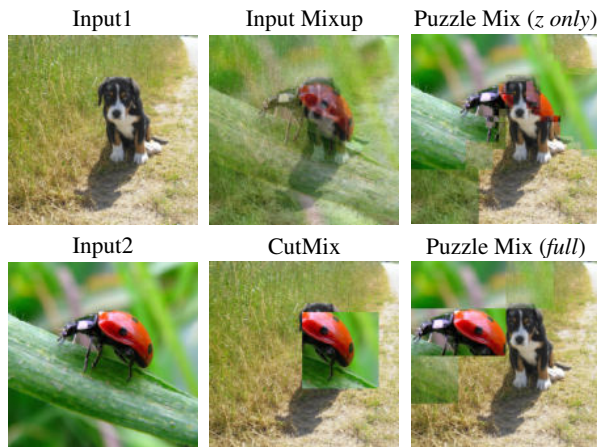 Input1
Input Mixup
Puzzle Mix (z only)
Input2
CutMix
Puzzle Mix (full)